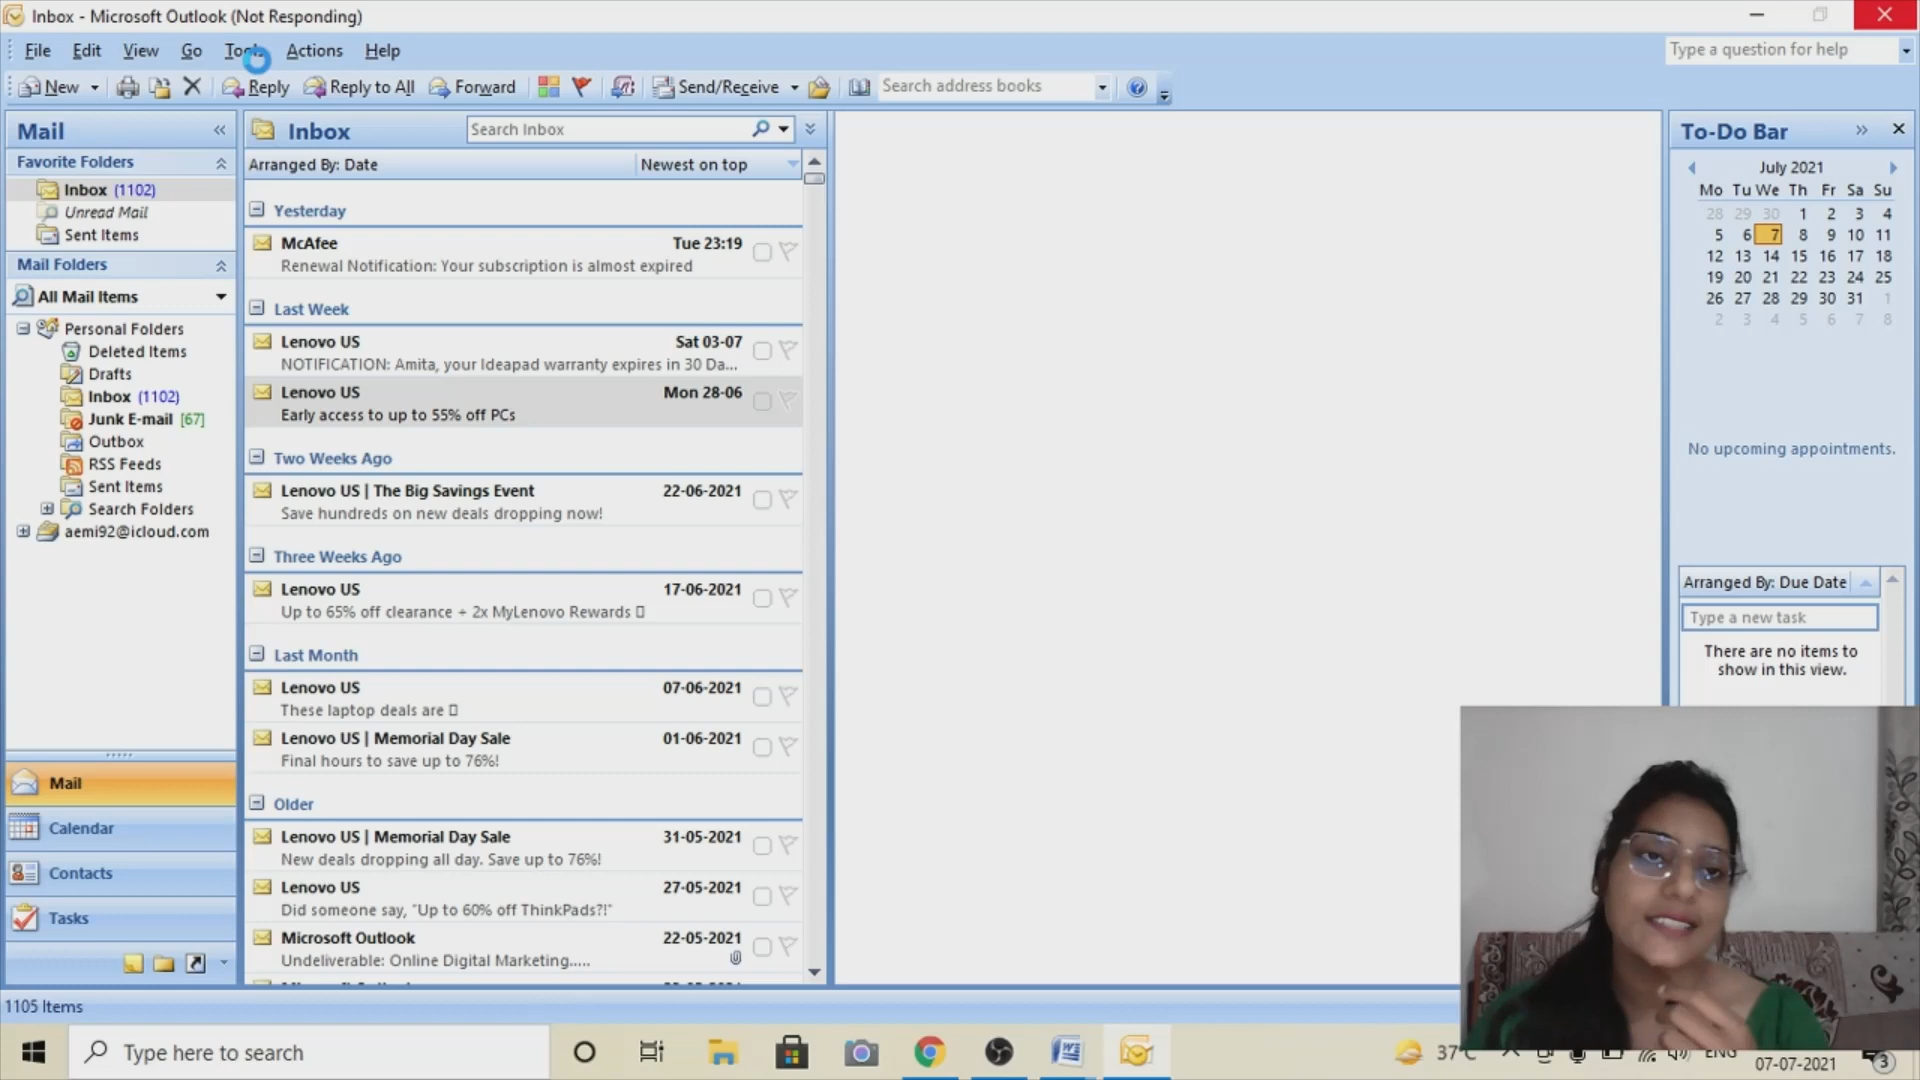 Inbox - Microsoft Outlook (Not Responding)
File Edit View Go Tools Actions Help
Type a question for help
New Reply Reply to All Forward Send/Receive Search address books
Mail
Favorite Folders
Inbox (1102)
Unread Mail
Sent Items
Mail Folders
All Mail Items
Personal Folders
Deleted Items
Drafts
Inbox (1102)
Junk E-mail [67]
Outbox
RSS Feeds
Sent Items
Search Folders
aemi92@icloud.com
Mail
Calendar
Contacts
Tasks
Inbox Search Inbox
Arranged By: Date Newest on top
Yesterday
McAfee Tue 23:19
Renewal Notification: Your subscription is almost expired
Last Week
Lenovo US Sat 03-07
NOTIFICATION: Amita, your Ideapad warranty expires in 30 Da...
Lenovo US Mon 28-06
Early access to up to 55% off PCs
Two Weeks Ago
Lenovo US | The Big Savings Event 22-06-2021
Save hundreds on new deals dropping now!
Three Weeks Ago
Lenovo US 17-06-2021
Up to 65% off clearance + 2x MyLenovo Rewards
Last Month
Lenovo US 07-06-2021
These laptop deals are
Lenovo US | Memorial Day Sale 01-06-2021
Final hours to save up to 76%!
Older
Lenovo US | Memorial Day Sale 31-05-2021
New deals dropping all day. Save up to 76%!
Lenovo US 27-05-2021
Did someone say, "Up to 60% off ThinkPads?!"
Microsoft Outlook 22-05-2021
Undeliverable: Online Digital Marketing.....
To-Do Bar
July 2021
Mo Tu We Th Fr Sa Su
28 29 30 1 2 3 4
5 6 7 8 9 10 11
12 13 14 15 16 17 18
19 20 21 22 23 24 25
26 27 28 29 30 31 1
2 3 4 5 6 7 8
No upcoming appointments.
Arranged By: Due Date
Type a new task
There are no items to
show in this view.
1105 Items
Type here to search
37°C
ENG
07-07-2021
3